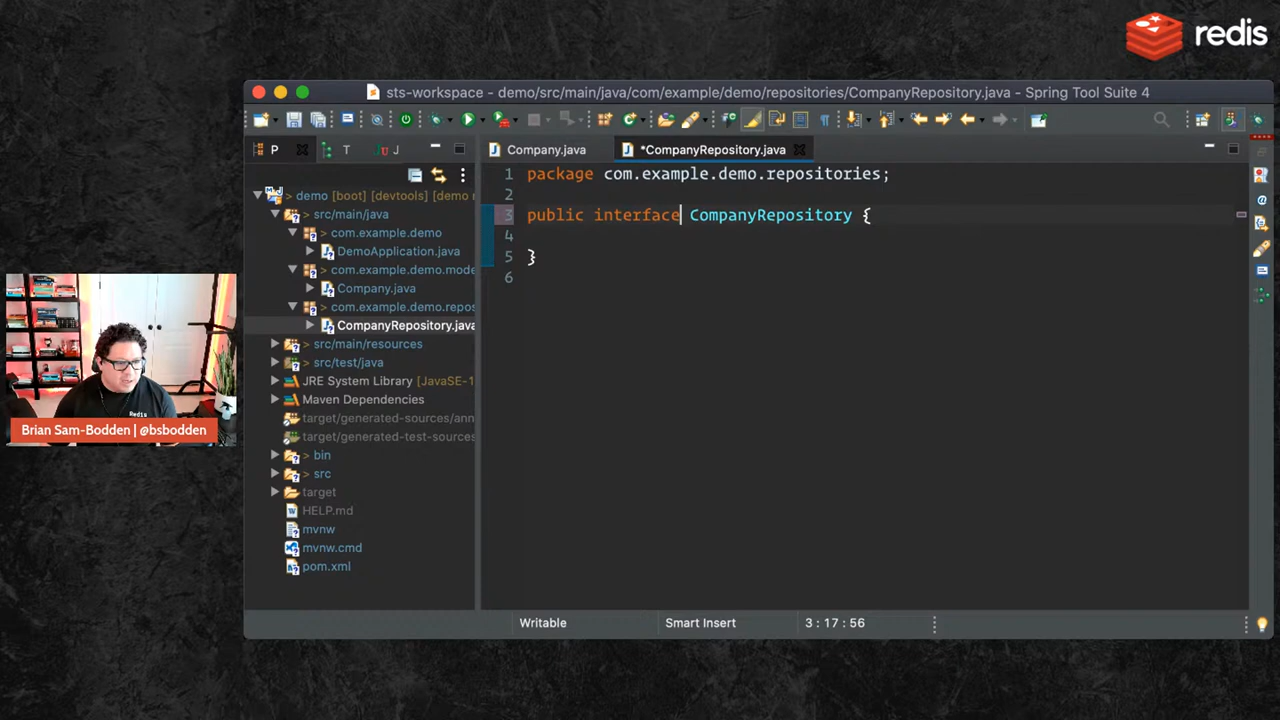 redis
sts-workspace - demo/src/main/java/com/example/demo/repositories/CompanyRepository.java - Spring Tool Suite 4
P
T
J
Company.java
*CompanyRepository.java
> demo [boot] [devtools] [demo
src/main/java
com.example.demo
DemoApplication.java
com.example.demo.mode
Company.java
com.example.demo.repos
CompanyRepository.java
src/main/resources
src/test/java
JRE System Library [JavaSE-1
Maven Dependencies
target/generated-sources/ann
target/generated-test-sources
> bin
> src
target
HELP.md
mvnw
mvnw.cmd
pom.xml
1 package com.example.demo.repositories;
2
3 public interface CompanyRepository {
4
5 }
6
Redis
Brian Sam-Bodden | @bsbodden
Writable
Smart Insert
3 : 17 : 56